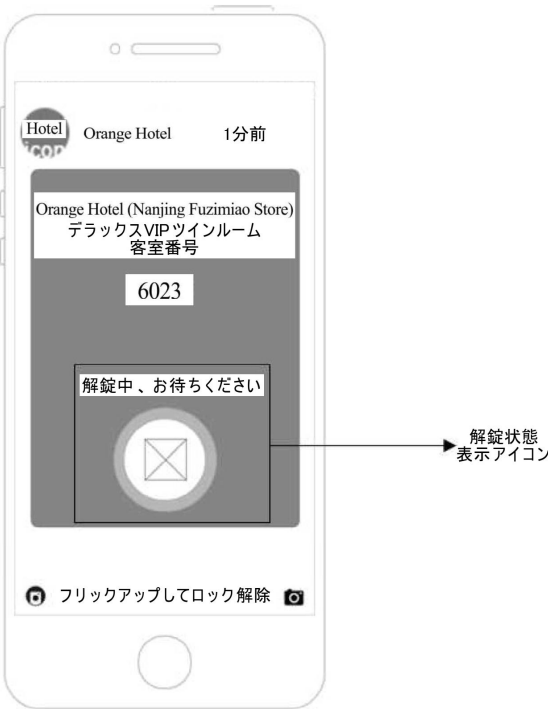 Hotel
icon
Orange Hotel
1分前
Orange Hotel (Nanjing Fuzimiao Store)
デラックスVIPツインルーム
客室番号
6023
解錠中、お待ちください
解錠状態
表示アイコン
フリックアップしてロック解除